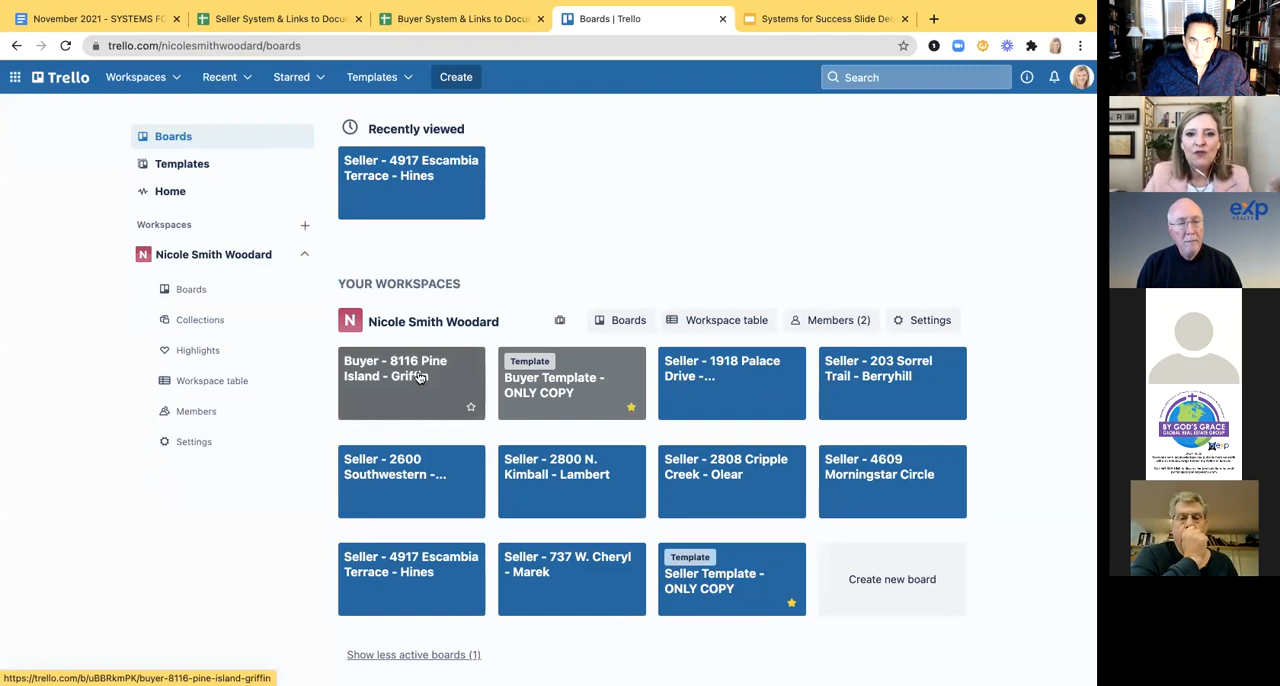 November 2021 - SYSTEMS FO
Seller System & Links to Docu
Buyer System & Links to Docu
Boards | Trello
Systems for Success Slide Dec
trello.com/nicolesmithwoodard/boards
Trello
Workspaces
Recent
Starred
Templates
Create
Search
Boards
Templates
Home
Workspaces
N Nicole Smith Woodard
Boards
Collections
Highlights
Workspace table
Members
Settings
Recently viewed
Seller - 4917 Escambia
Terrace - Hines
YOUR WORKSPACES
N Nicole Smith Woodard
Boards
Workspace table
Members (2)
Settings
Buyer - 8116 Pine
Island - Griffin
Template
Buyer Template -
ONLY COPY
Seller - 1918 Palace
Drive -...
Seller - 203 Sorrel
Trail - Berryhill
Seller - 2600
Southwestern -...
Seller - 2800 N.
Kimball - Lambert
Seller - 2808 Cripple
Creek - Olear
Seller - 4609
Morningstar Circle
Seller - 4917 Escambia
Terrace - Hines
Seller - 737 W. Cheryl
- Marek
Template
Seller Template -
ONLY COPY
Create new board
Show less active boards (1)
https://trello.com/b/uBBRkmPK/buyer-8116-pine-island-griffin
eXp
REALTY
BY GOD'S GRACE
GLOBAL REAL ESTATE GROUP
eXp